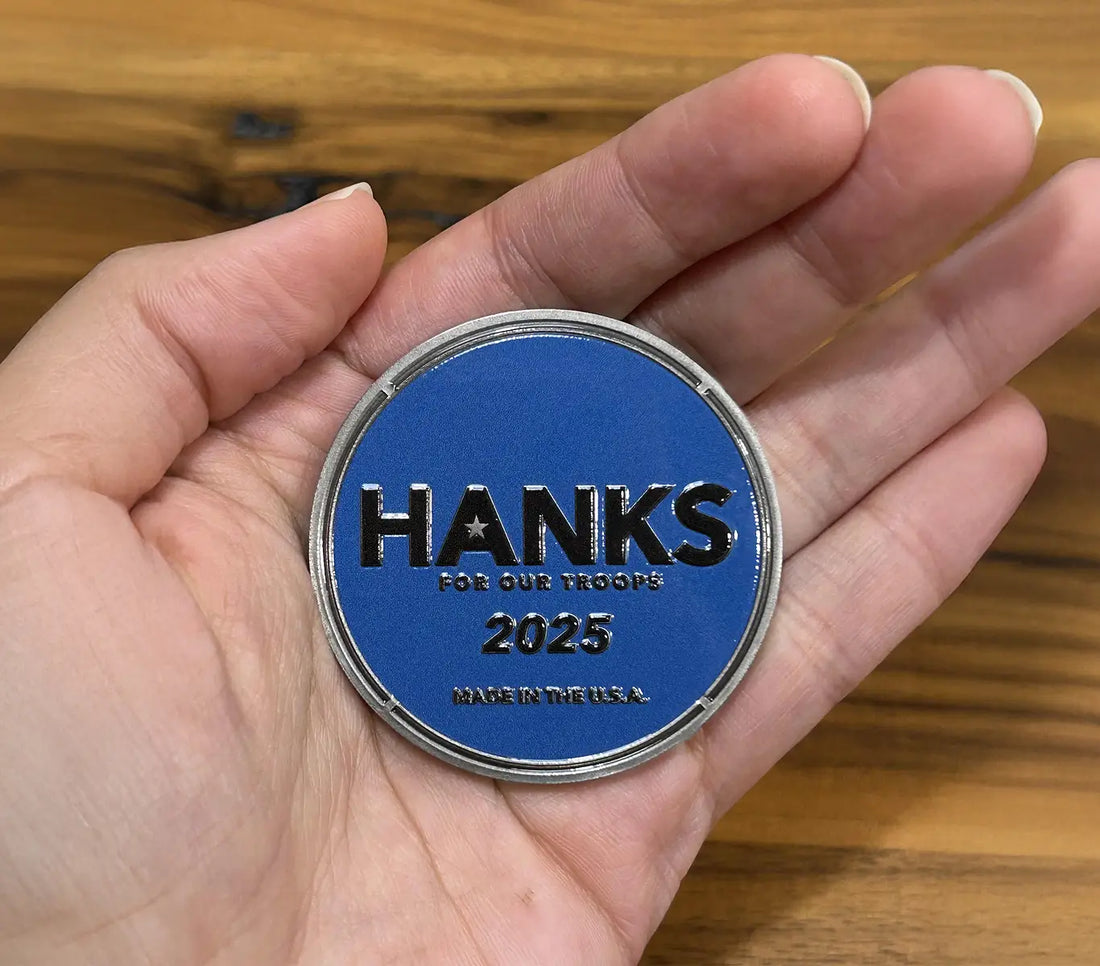 HANKS
FOR OUR TROOPS
2025
MADE IN THE U.S.A.